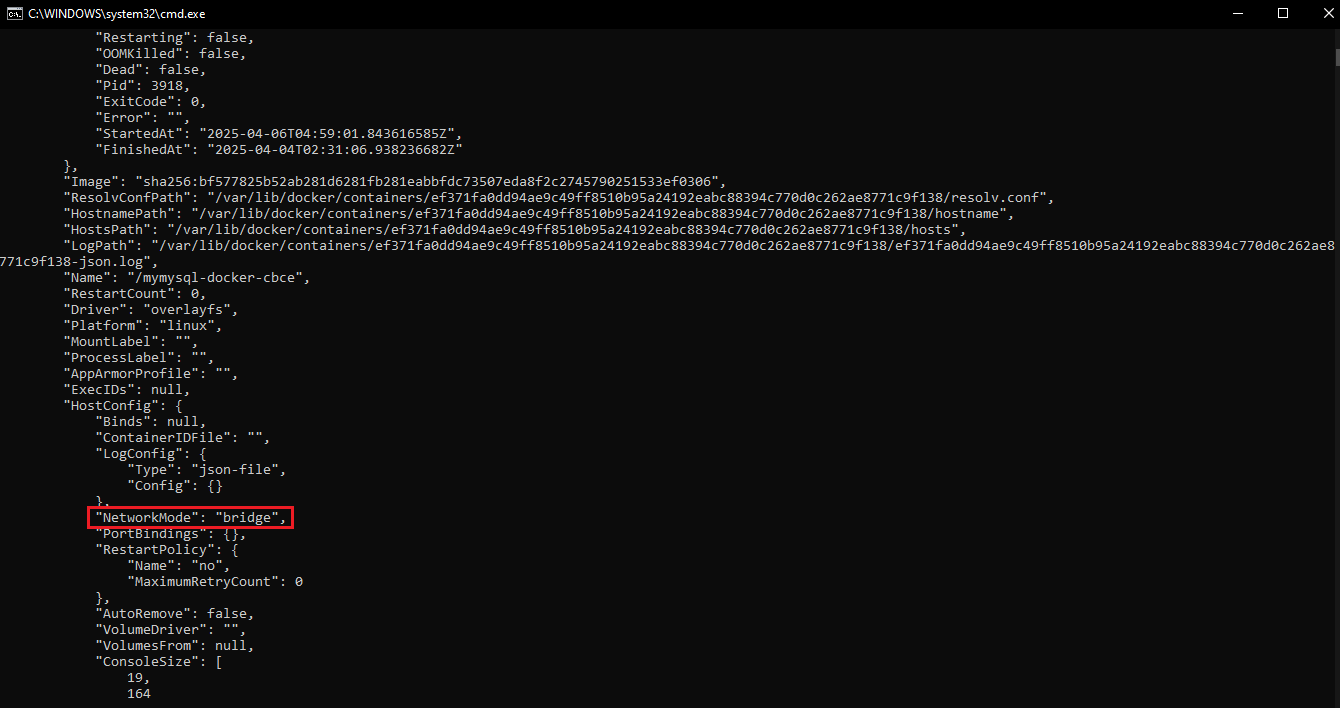 C:\WINDOWS\system32\cmd.exe
"Restarting": false,
"OOMKilled": false,
"Dead": false,
"Pid": 3918,
"ExitCode": 0,
"Error": "",
"StartedAt": "2025-04-06T04:59:01.843616585Z",
"FinishedAt": "2025-04-04T02:31:06.938236682Z"
},
"Image": "sha256:bf577825b52ab281d6281fb281eabbfdc73507eda8f2c2745790251533ef0306",
"ResolvConfPath": "/var/lib/docker/containers/ef371fa0dd94ae9c49ff8510b95a24192eabc88394c770d0c262ae8771c9f138/resolv.conf",
"HostnamePath": "/var/lib/docker/containers/ef371fa0dd94ae9c49ff8510b95a24192eabc88394c770d0c262ae8771c9f138/hostname",
"HostsPath": "/var/lib/docker/containers/ef371fa0dd94ae9c49ff8510b95a24192eabc88394c770d0c262ae8771c9f138/hosts",
"LogPath": "/var/lib/docker/containers/ef371fa0dd94ae9c49ff8510b95a24192eabc88394c770d0c262ae8771c9f138/ef371fa0dd94ae9c49ff8510b95a24192eabc88394c770d0c262ae8
771c9f138-json.log",
"Name": "/mymysql-docker-cbce",
"RestartCount": 0,
"Driver": "overlayfs",
"Platform": "linux",
"MountLabel": "",
"ProcessLabel": "",
"AppArmorProfile": "",
"ExecIDs": null,
"HostConfig": {
"Binds": null,
"ContainerIDFile": "",
"LogConfig": {
"Type": "json-file",
"Config": {}
},
"NetworkMode": "bridge",
"PortBindings": {},
"RestartPolicy": {
"Name": "no",
"MaximumRetryCount": 0
},
"AutoRemove": false,
"VolumeDriver": "",
"VolumesFrom": null,
"ConsoleSize": [
19,
164